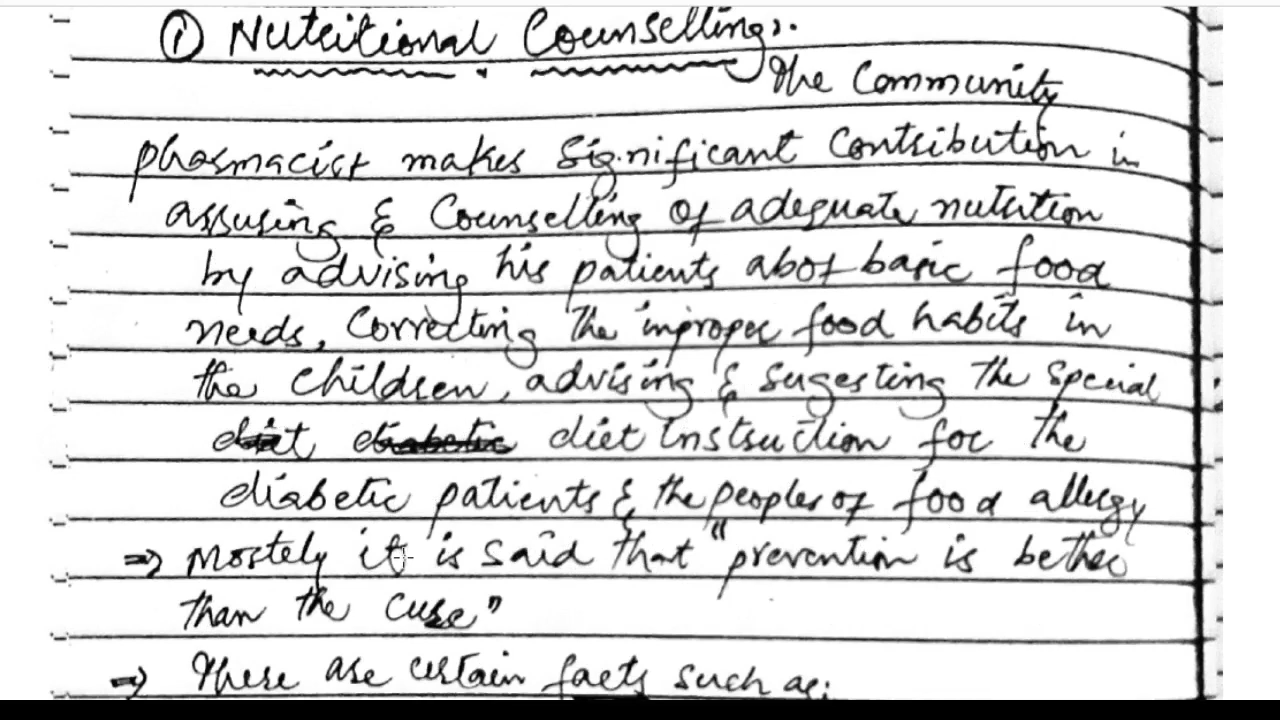 ① Nutritional Counselling:-
The Community
pharmacist makes significant Contribution in
assusing & Counselling of adequate nutrition
by advising his patients abot basic food
needs, Correcting the improper food habits in
the children, advising & sugesting the special
diet diabetic diet Instruction for the
diabetic patients & the peoples of food allergy
⇒ Mostely it is said that "prevention is bether
than the cure"
⇒ There are certain facts such as: